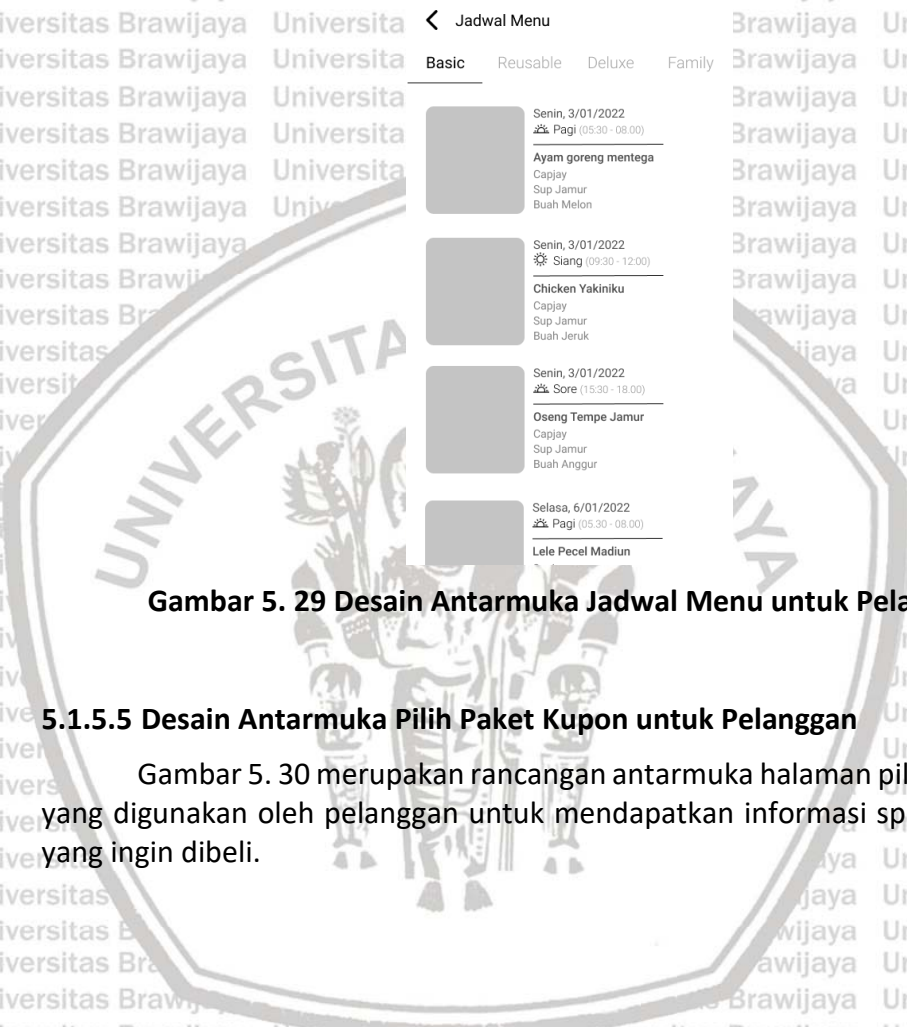 Jadwal Menu
Basic Reusable Deluxe Family
Senin, 3/01/2022
Pagi (05:30 - 08.00)
Ayam goreng mentega
Capjay
Sup Jamur
Buah Melon
Senin, 3/01/2022
Siang (09:30 - 12:00)
Chicken Yakiniku
Capjay
Sup Jamur
Buah Jeruk
Senin, 3/01/2022
Sore (15:30 - 18.00)
Oseng Tempe Jamur
Capjay
Sup Jamur
Buah Anggur
Selasa, 6/01/2022
Pagi (05.30 - 08.00)
Lele Pecel Madiun
Gambar 5. 29 Desain Antarmuka Jadwal Menu untuk Pela
5.1.5.5 Desain Antarmuka Pilih Paket Kupon untuk Pelanggan
Gambar 5. 30 merupakan rancangan antarmuka halaman pil
yang digunakan oleh pelanggan untuk mendapatkan informasi sp
yang ingin dibeli.